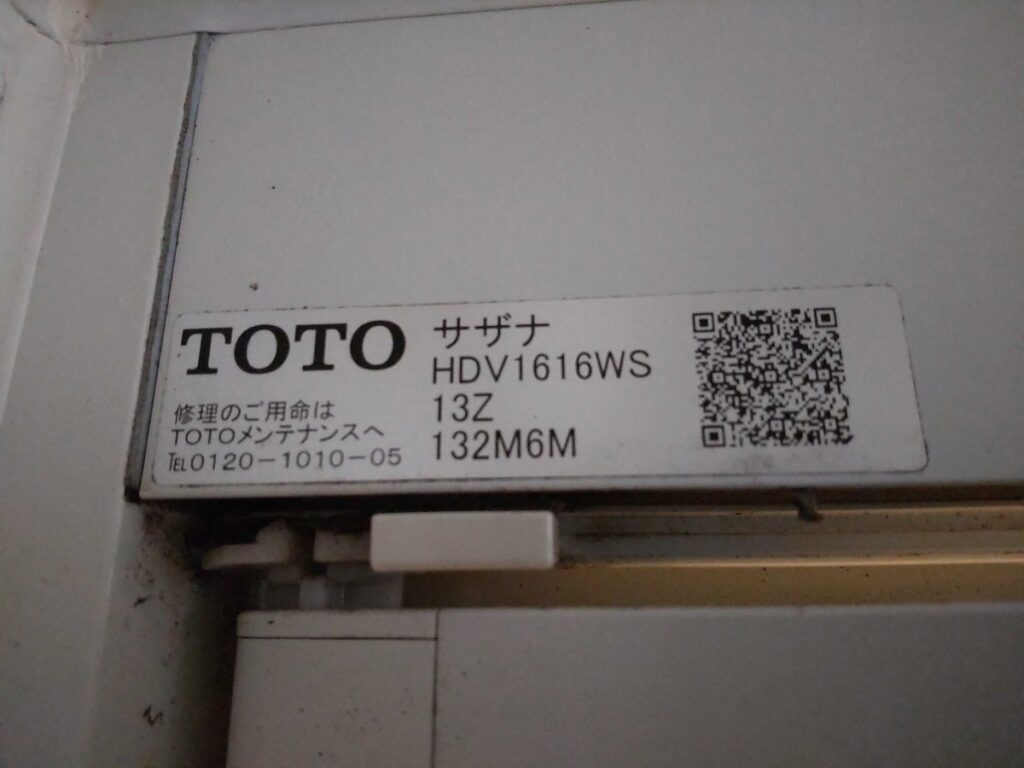 TOTO
修理のご用命は
TOTOメンテナンスへ
TEL0120-1010-05
サザナ
HDV1616WS
13Z
132M6M